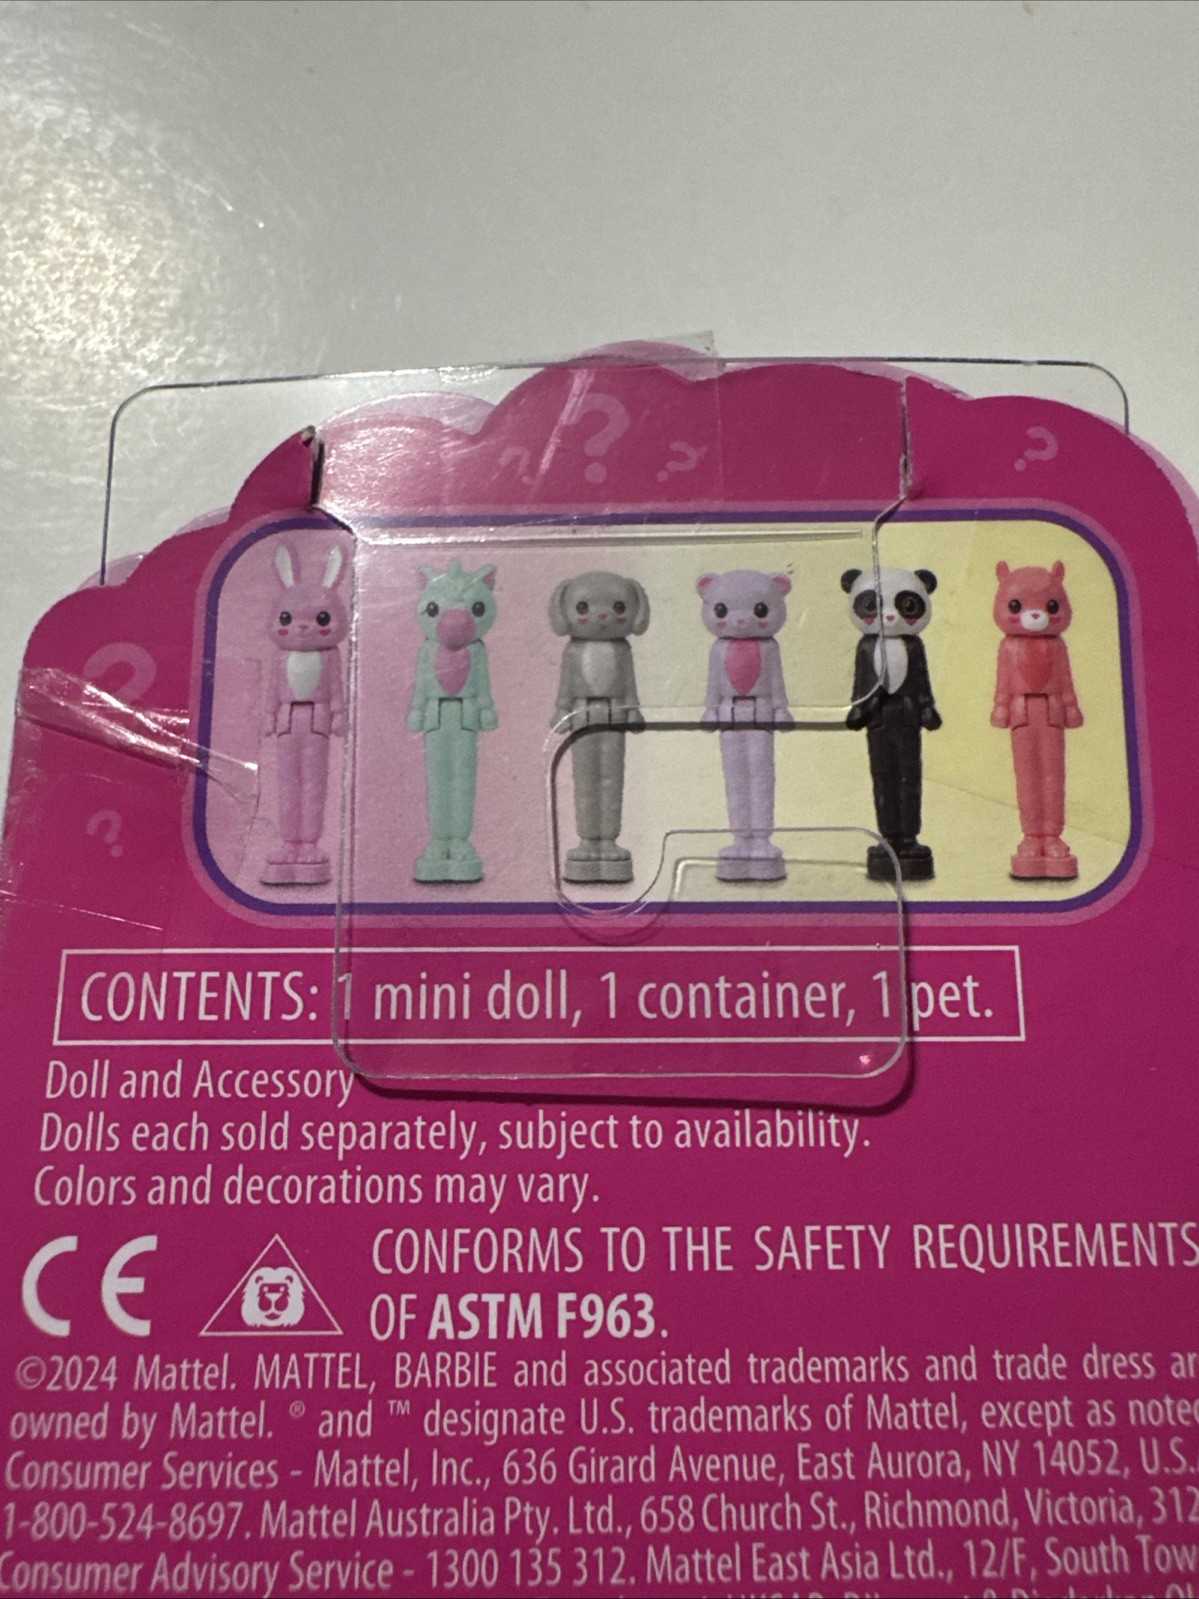 ? ? ? ?
?
?
CONTENTS: 1 mini doll, 1 container, 1 pet.
Doll and Accessory
Dolls each sold separately, subject to availability.
Colors and decorations may vary.
CE
CONFORMS TO THE SAFETY REQUIREMENTS
OF ASTM F963.
©2024 Mattel. MATTEL, BARBIE and associated trademarks and trade dress ar
owned by Mattel. ® and ™ designate U.S. trademarks of Mattel, except as noted
Consumer Services - Mattel, Inc., 636 Girard Avenue, East Aurora, NY 14052, U.S.
1-800-524-8697. Mattel Australia Pty. Ltd., 658 Church St., Richmond, Victoria, 312
Consumer Advisory Service - 1300 135 312. Mattel East Asia Ltd., 12/F, South Tow